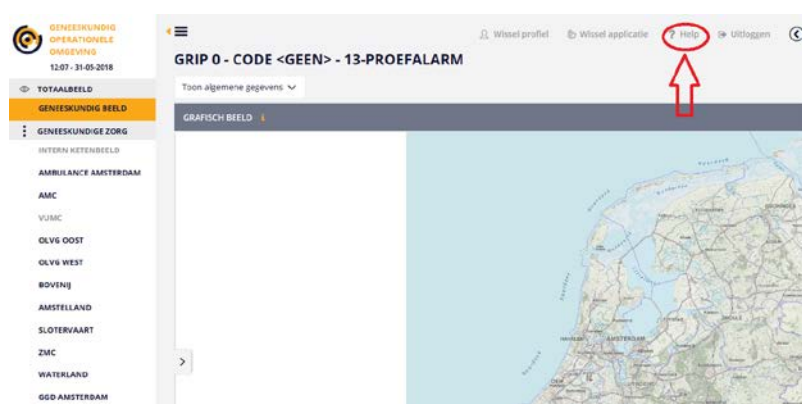 GENEESKUNDIG
OPERATIONELE
OMGEVING
12:07 - 31-05-2018
TOTAALBEELD
GENEESKUNDIG BEELD
GENEESKUNDIGE ZORG
INTERN KETENBEELD
AMBULANCE AMSTERDAM
AMC
VUMC
OLVG OOST
OLVG WEST
BOVENIJ
AMSTELLAND
SLOTERVAART
ZMC
WATERLAND
GGD AMSTERDAM
Wissel profiel
Wissel applicatie
? Help
Uitloggen
GRIP 0 - CODE <GEEN> - 13-PROEFALARM
Toon algemene gegevens
GRAFISCH BEELD
AMSTERDAM